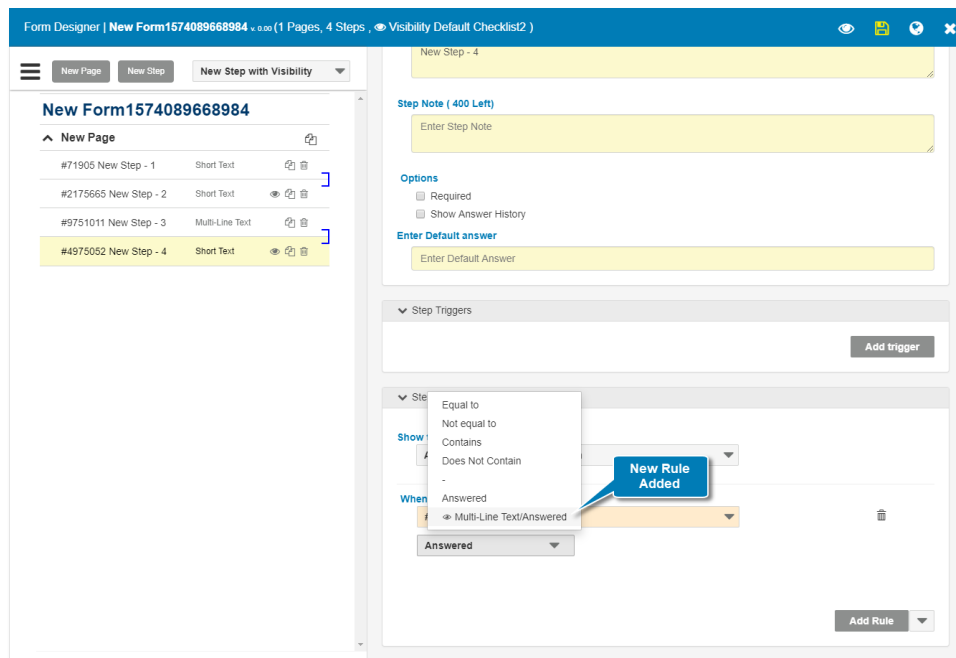 Form Designer | New Form1574089668984 v. 0.00 (1 Pages, 4 Steps , Visibility Default Checklist2 )
New Page
New Step
New Step with Visibility
New Form1574089668984
New Page
#71905 New Step - 1 Short Text
#2175665 New Step - 2 Short Text
#9751011 New Step - 3 Multi-Line Text
#4975052 New Step - 4 Short Text
New Step - 4
Step Note ( 400 Left)
Enter Step Note
Options
Required
Show Answer History
Enter Default answer
Enter Default Answer
Step Triggers
Add trigger
Ste
Show
When
Equal to
Not equal to
Contains
Does Not Contain
-
Answered
Multi-Line Text/Answered
New Rule
Added
Answered
Add Rule